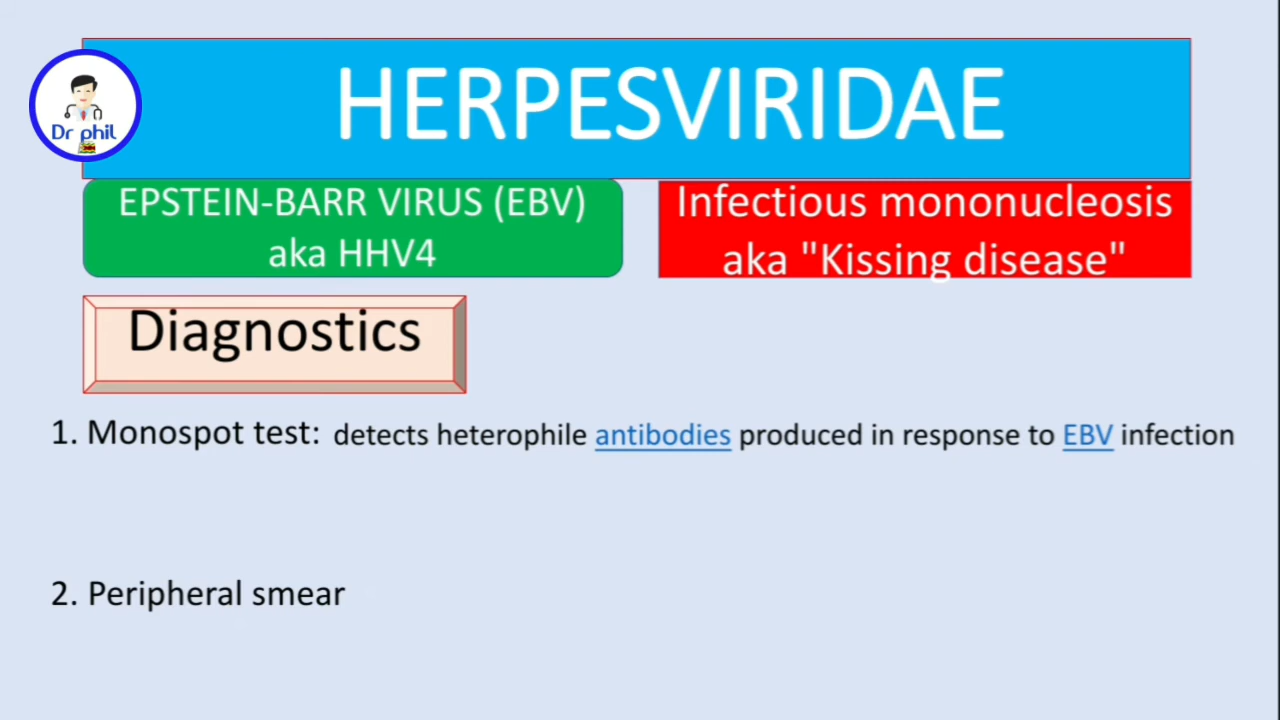 HERPESVIRIDAE
Dr phil
EPSTEIN-BARR VIRUS (EBV)
aka HHV4
Infectious mononucleosis
aka "Kissing disease"
Diagnostics
1. Monospot test: detects heterophile antibodies produced in response to EBV infection
2. Peripheral smear